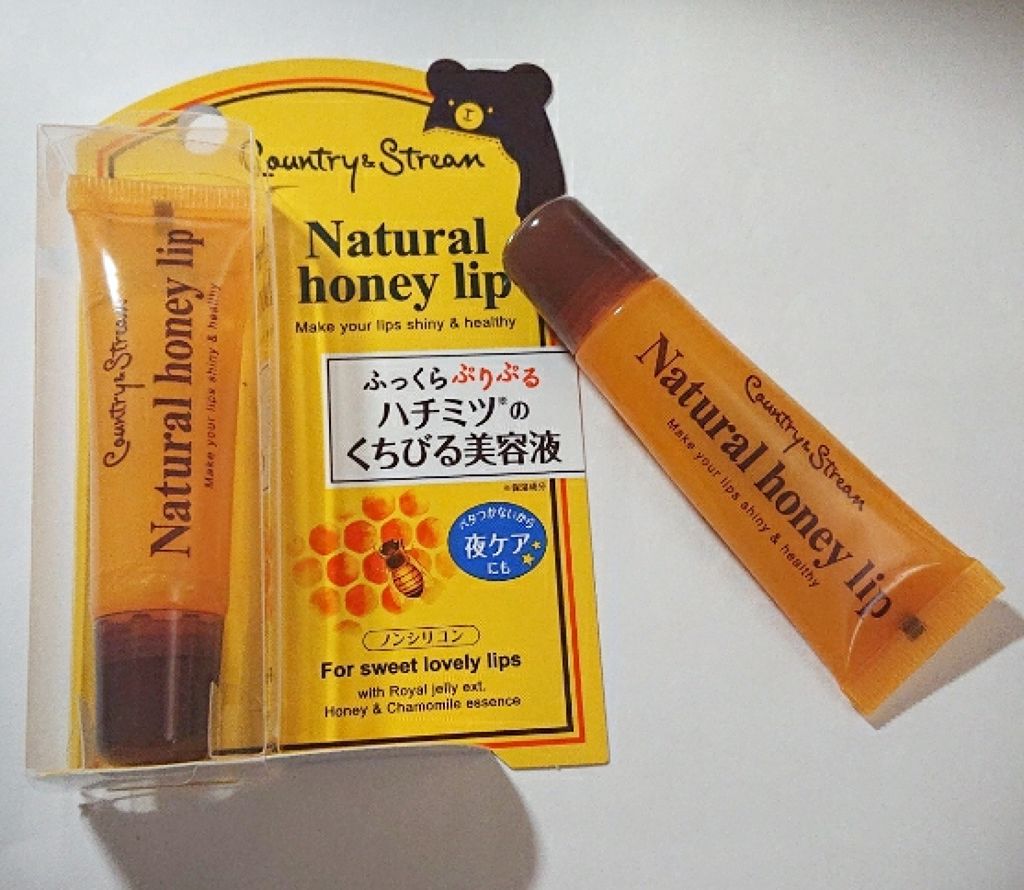 Country & Stream
Natural
honey lip
Make your lips shiny & healthy
ふっくらぷりぷる
ハチミツ※の
くちびる美容液
※保湿成分
ベタつかないから
夜ケア
にも
ノンシリコン
For sweet lovely lips
with Royal jelly ext.
Honey & Chamomile essence
Country & Stream
Natural honey lip
Make your lips shiny & healthy
Country & Stream
Natural honey lip
Make your lips shiny & healthy